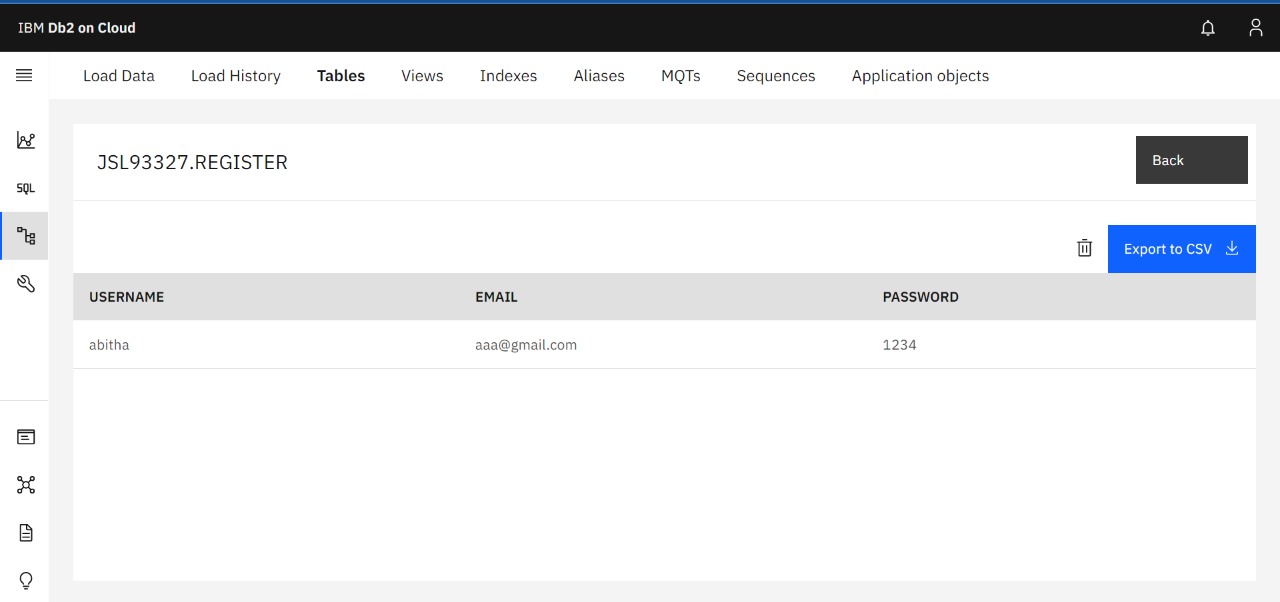 IBM Db2 on Cloud
Load Data Load History Tables Views Indexes Aliases MQTs Sequences Application objects
JSL93327.REGISTER
Back
SQL
Export to CSV
USERNAME EMAIL PASSWORD
abitha aaa@gmail.com 1234